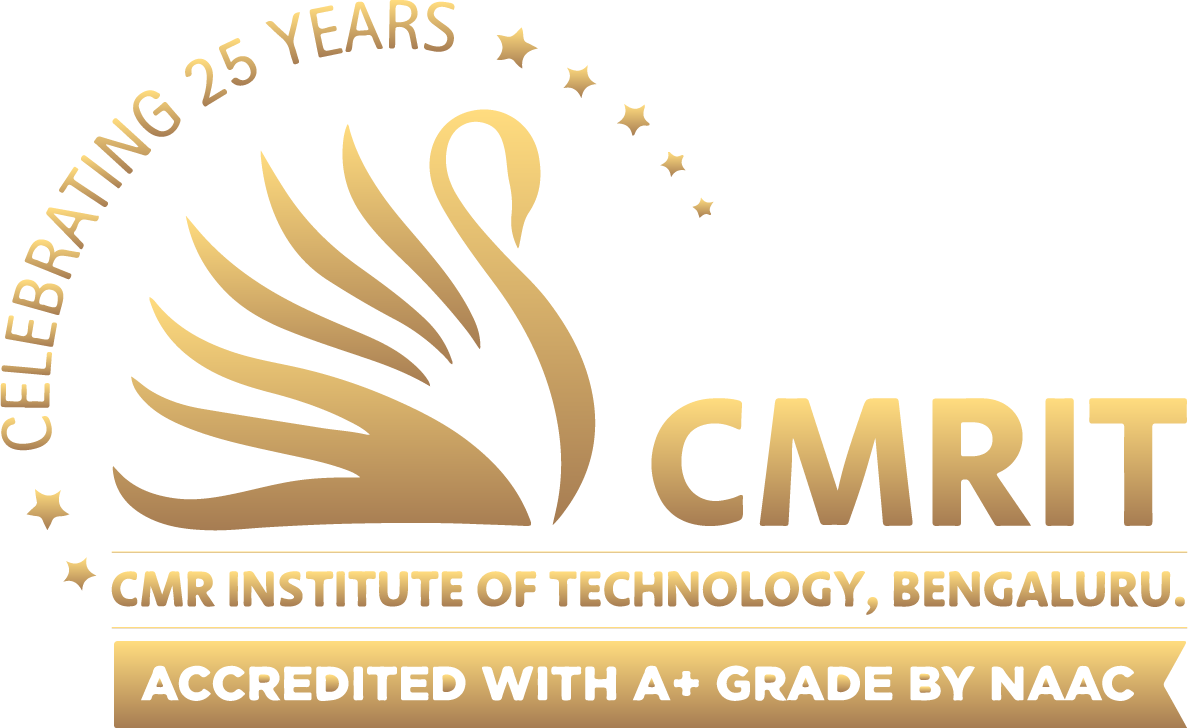 CELEBRATING 25 YEARS
CMRIT
CMR INSTITUTE OF TECHNOLOGY, BENGALURU.
ACCREDITED WITH A+ GRADE BY NAAC